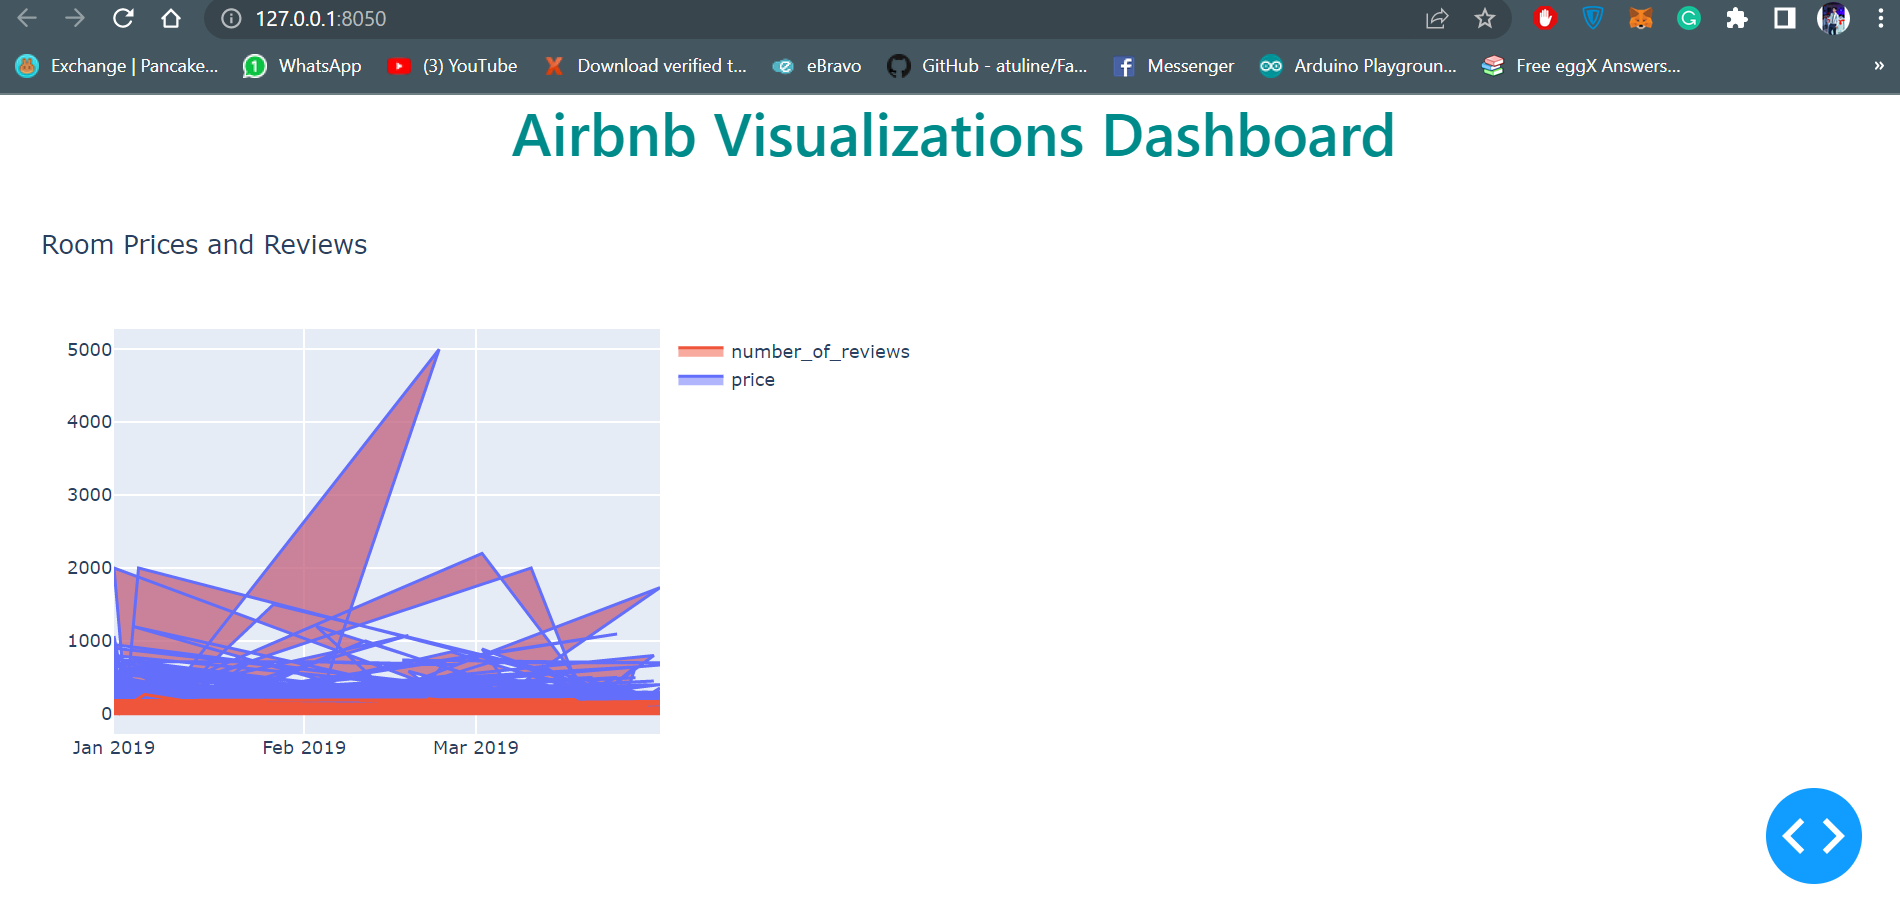 127.0.0.1:8050
Exchange | Pancake... WhatsApp (3) YouTube Download verified t... eBravo GitHub - atuline/Fa... Messenger Arduino Playgroun... Free eggX Answers... »
Airbnb Visualizations Dashboard
Room Prices and Reviews
number_of_reviews
price
5000
4000
3000
2000
1000
0
Jan 2019 Feb 2019 Mar 2019